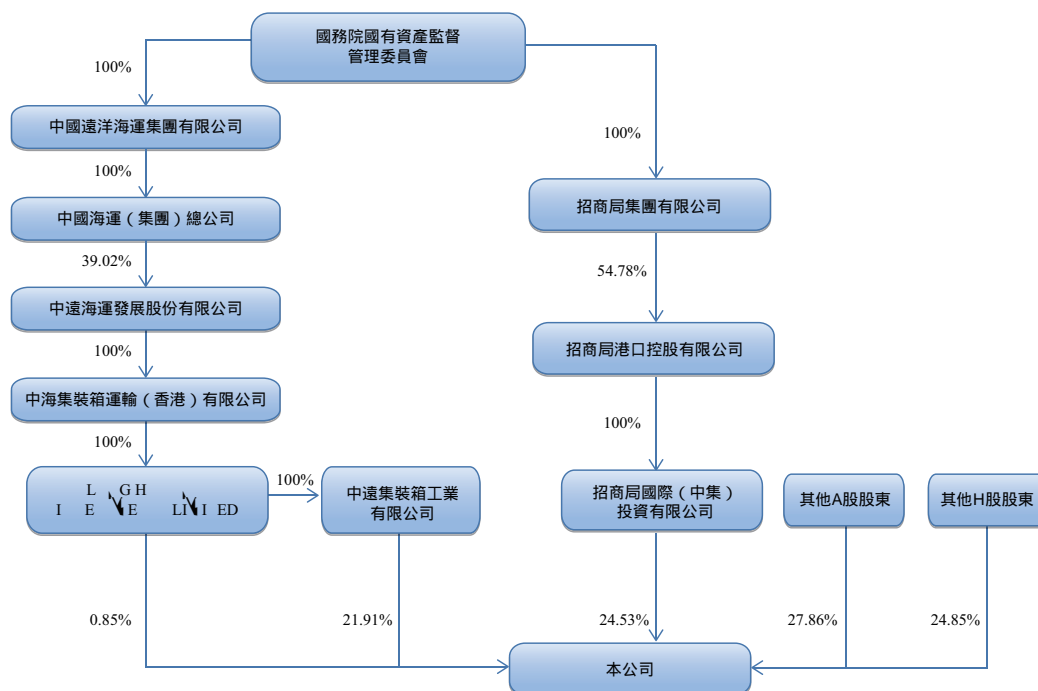 國務院國有資產監督
管理委員會
100%
中國遠洋海運集團有限公司
100%
100%
中國海運（集團）總公司
招商局集團有限公司
39.02%
54.78%
中遠海運發展股份有限公司
招商局港口控股有限公司
100%
中海集裝箱運輸（香港）有限公司
100%
100%
100%
中遠集裝箱工業
有限公司
招商局國際（中集）
投資有限公司
其他A股股東
其他H股股東
0.85%
21.91%
24.53%
27.86%
24.85%
本公司